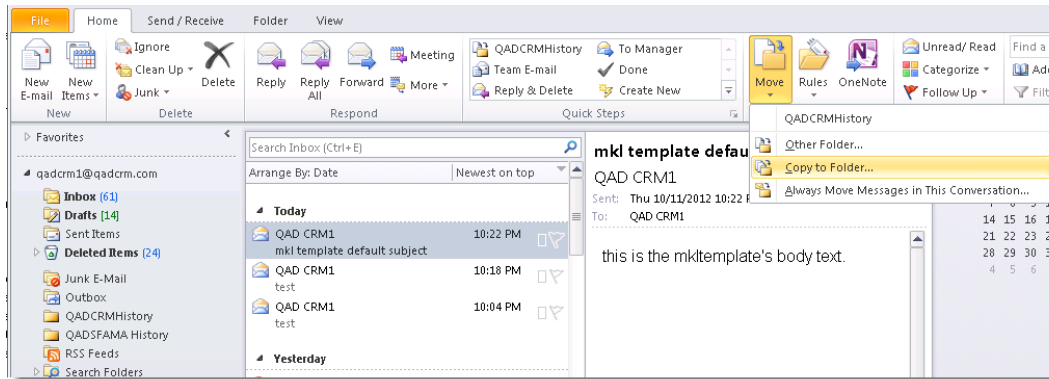 File Home Send / Receive Folder View
Ignore
Clean Up
Junk
Delete
New E-mail
New Items
Reply
Reply All
Forward
Meeting
More
QADCRMHistory
Team E-mail
Reply & Delete
To Manager
Done
Create New
Move
Rules
OneNote
Unread/ Read
Categorize
Follow Up
Find a
New
Delete
Respond
Quick Steps
QADCRMHistory
Other Folder...
Copy to Folder...
Always Move Messages in This Conversation...
Favorites
qadcrm1@qadcrm.com
Inbox (61)
Drafts [14]
Sent Items
Deleted Items (24)
Junk E-Mail
Outbox
QADCRMHistory
QADSFAMA History
RSS Feeds
Search Folders
Search Inbox (Ctrl+E)
Arrange By: Date Newest on top
Today
QAD CRM1 10:22 PM
mkl template default subject
QAD CRM1 10:18 PM
test
QAD CRM1 10:04 PM
test
Yesterday
mkl template defau
QAD CRM1
Sent: Thu 10/11/2012 10:22 P
To: QAD CRM1
this is the mkltemplate's body text.
14 15 16
21 22 23
28 29 30
4 5 6